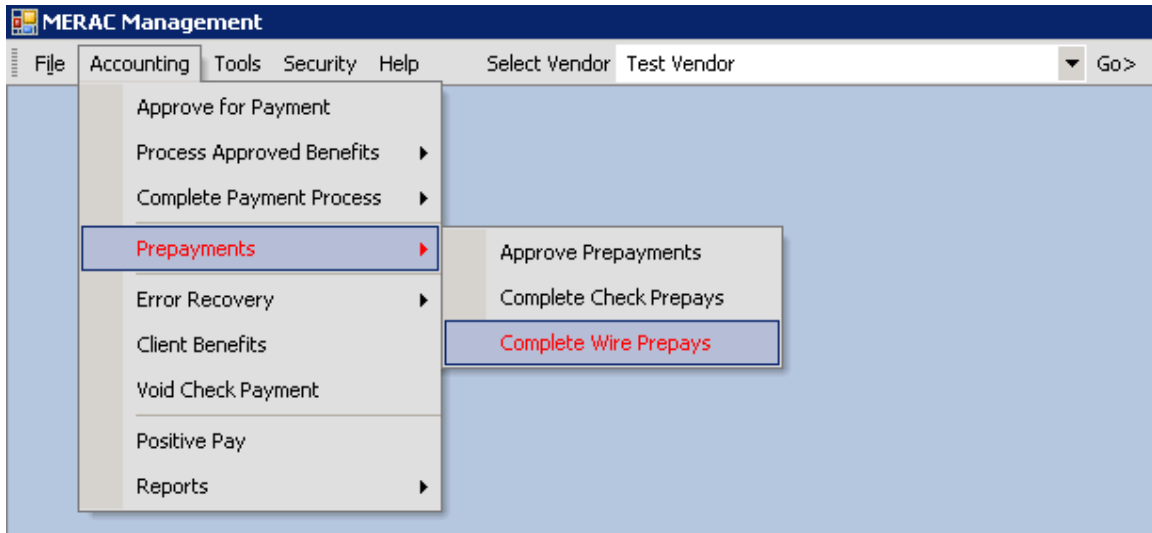 MERAC Management
File Accounting Tools Security Help Select Vendor Test Vendor Go>
Approve for Payment
Process Approved Benefits
Complete Payment Process
Prepayments
Approve Prepayments
Complete Check Prepays
Complete Wire Prepays
Error Recovery
Client Benefits
Void Check Payment
Positive Pay
Reports